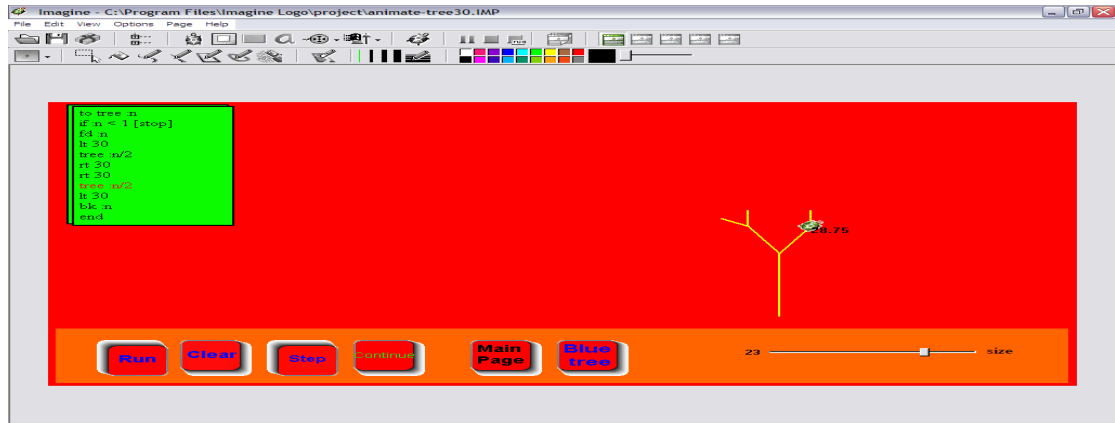 Imagine - C:\Program Files\Imagine Logo\project\animate-tree30.IMP
File Edit View Options Page Help
to tree :n
if :n < 1 [stop]
fd :n
lt 30
tree :n/2
rt 30
rt 30
tree :n/2
lt 30
bk :n
end
28.75
Run Clear Step Continue Main Page Blue tree
23 size